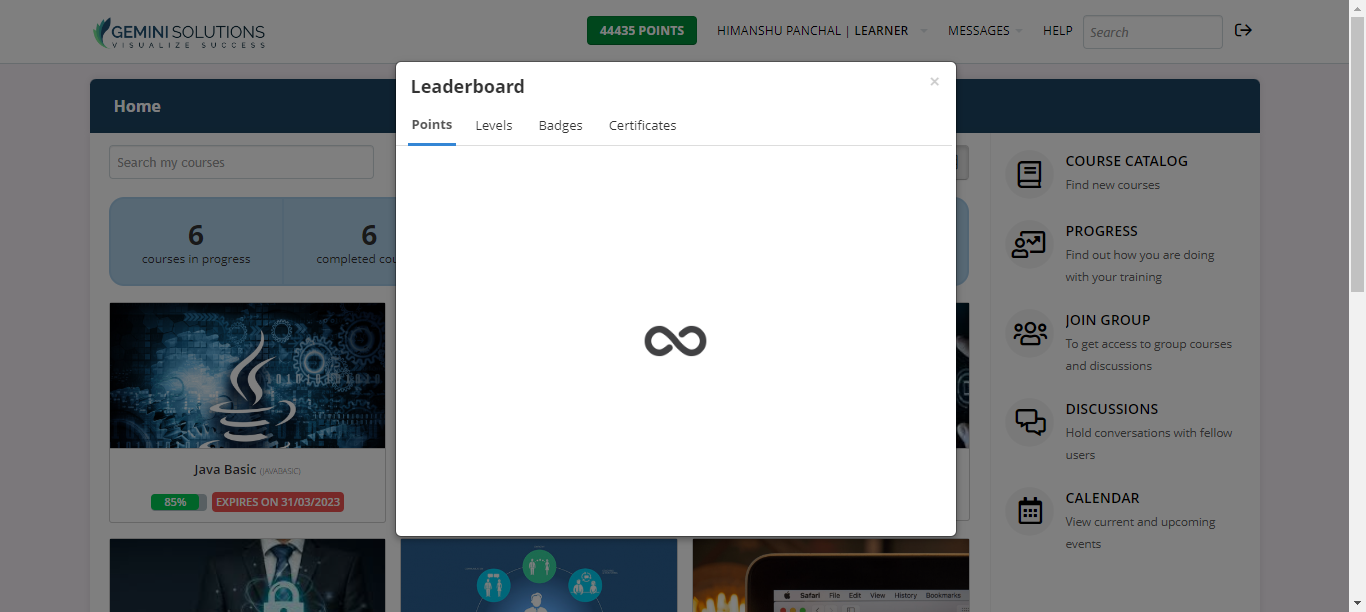 GEMINI SOLUTIONS
VISUALIZE SUCCESS
44435 POINTS
HIMANSHU PANCHAL | LEARNER
MESSAGES
HELP
Search
Leaderboard
×
Points
Levels
Badges
Certificates
Home
Search my courses
6
courses in progress
6
completed cou
Java Basic (JAVABASIC)
85%
EXPIRES ON 31/03/2023
COURSE CATALOG
Find new courses
PROGRESS
Find out how you are doing
with your training
JOIN GROUP
To get access to group courses
and discussions
DISCUSSIONS
Hold conversations with fellow
users
CALENDAR
View current and upcoming
events
Safari File Edit View History Bookmarks